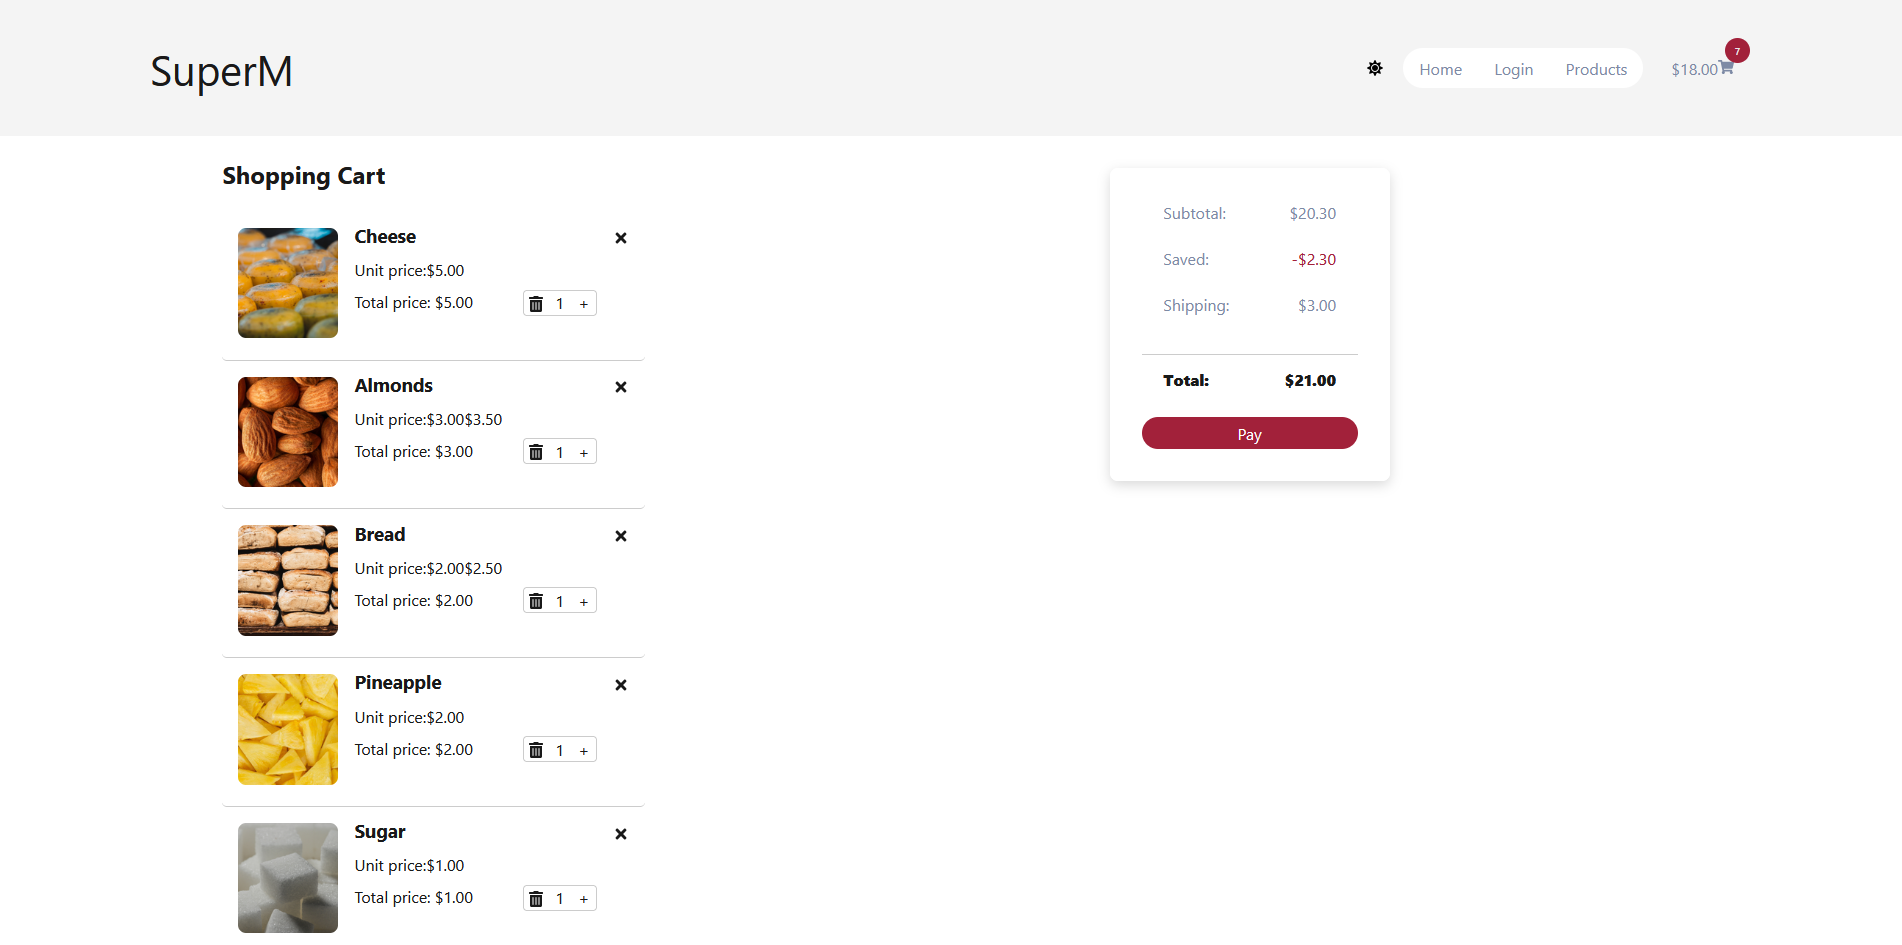 SuperM
Home Login Products $18.00 7
Shopping Cart
Cheese
Unit price:$5.00
Total price: $5.00 1 +
Almonds
Unit price:$3.00$3.50
Total price: $3.00 1 +
Bread
Unit price:$2.00$2.50
Total price: $2.00 1 +
Pineapple
Unit price:$2.00
Total price: $2.00 1 +
Sugar
Unit price:$1.00
Total price: $1.00 1 +
Subtotal: $20.30
Saved: -$2.30
Shipping: $3.00
Total: $21.00
Pay